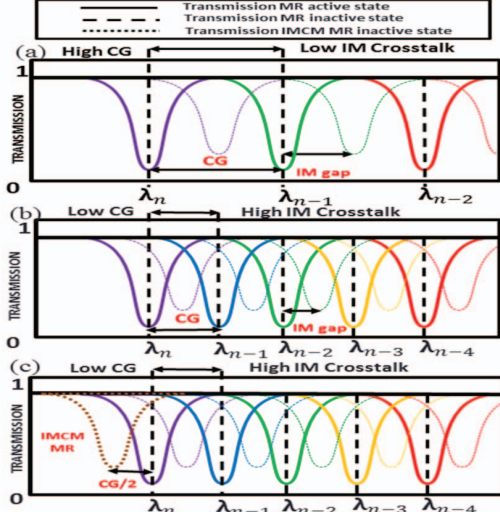 Transmission MR active state
Transmission MR inactive state
Transmission IMCM MR inactive state
(a) High CG Low IM Crosstalk
1
TRANSMISSION
CG
IM gap
0
λn λn−1 λn−2
(b) Low CG High IM Crosstalk
1
TRANSMISSION
CG
IM gap
0
λn λn−1 λn−2 λn−3 λn−4
(c) Low CG High IM Crosstalk
1
TRANSMISSION
IMCM
MR
CG/2
0
λn λn−1 λn−2 λn−3 λn−4